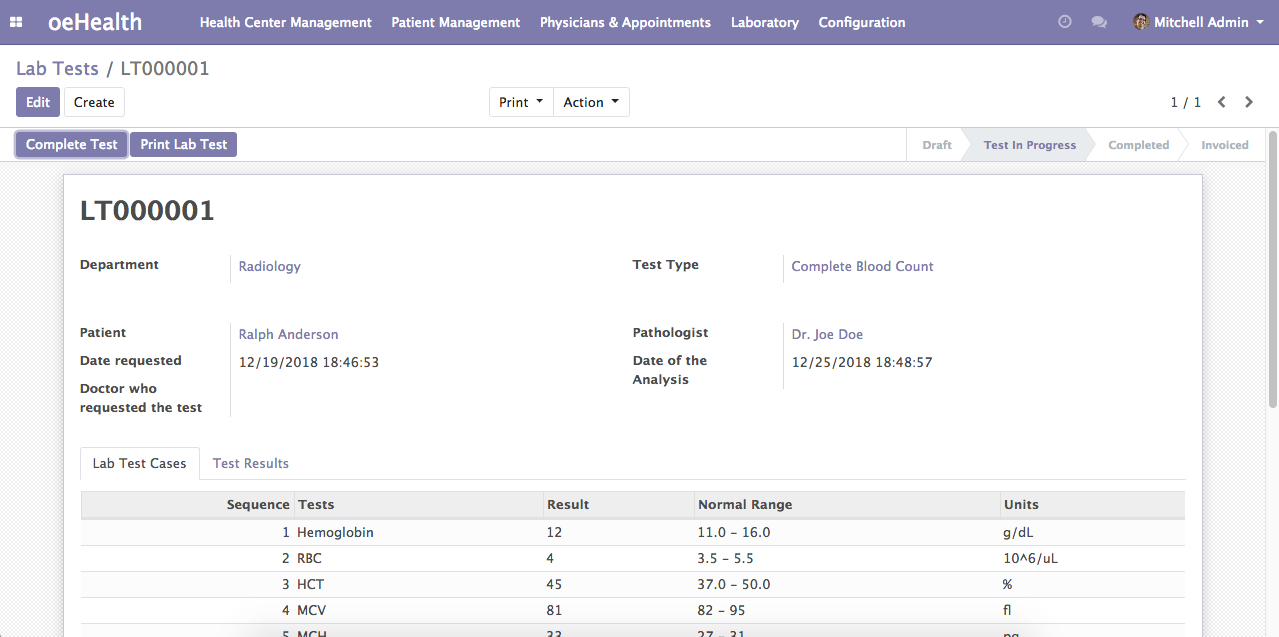 oeHealth Health Center Management Patient Management Physicians & Appointments Laboratory Configuration Mitchell Admin
Lab Tests / LT000001
Edit Create Print Action 1 / 1
Complete Test Print Lab Test Draft Test In Progress Completed Invoiced
LT000001
Department Radiology Test Type Complete Blood Count
Patient Ralph Anderson Pathologist Dr. Joe Doe
Date requested 12/19/2018 18:46:53 Date of the Analysis 12/25/2018 18:48:57
Doctor who requested the test
Lab Test Cases Test Results
Sequence Tests Result Normal Range Units
1 Hemoglobin 12 11.0 - 16.0 g/dL
2 RBC 4 3.5 - 5.5 10^6/uL
3 HCT 45 37.0 - 50.0 %
4 MCV 81 82 - 95 fl
5 MCH 33 27 - 31 pg